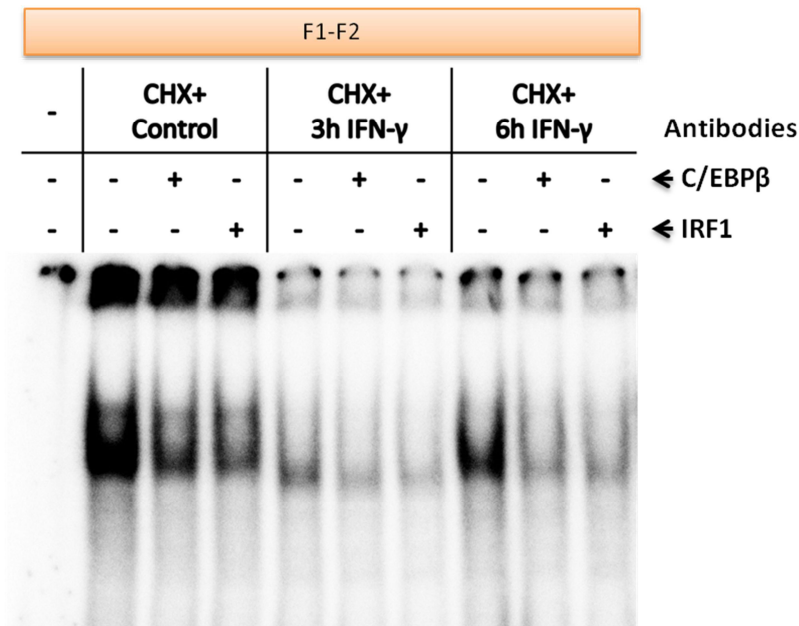 F1-F2
- CHX+ Control CHX+ 3h IFN-γ CHX+ 6h IFN-γ Antibodies
- - + - - + - - + - C/EBPβ
- - - + - - + - - + IRF1